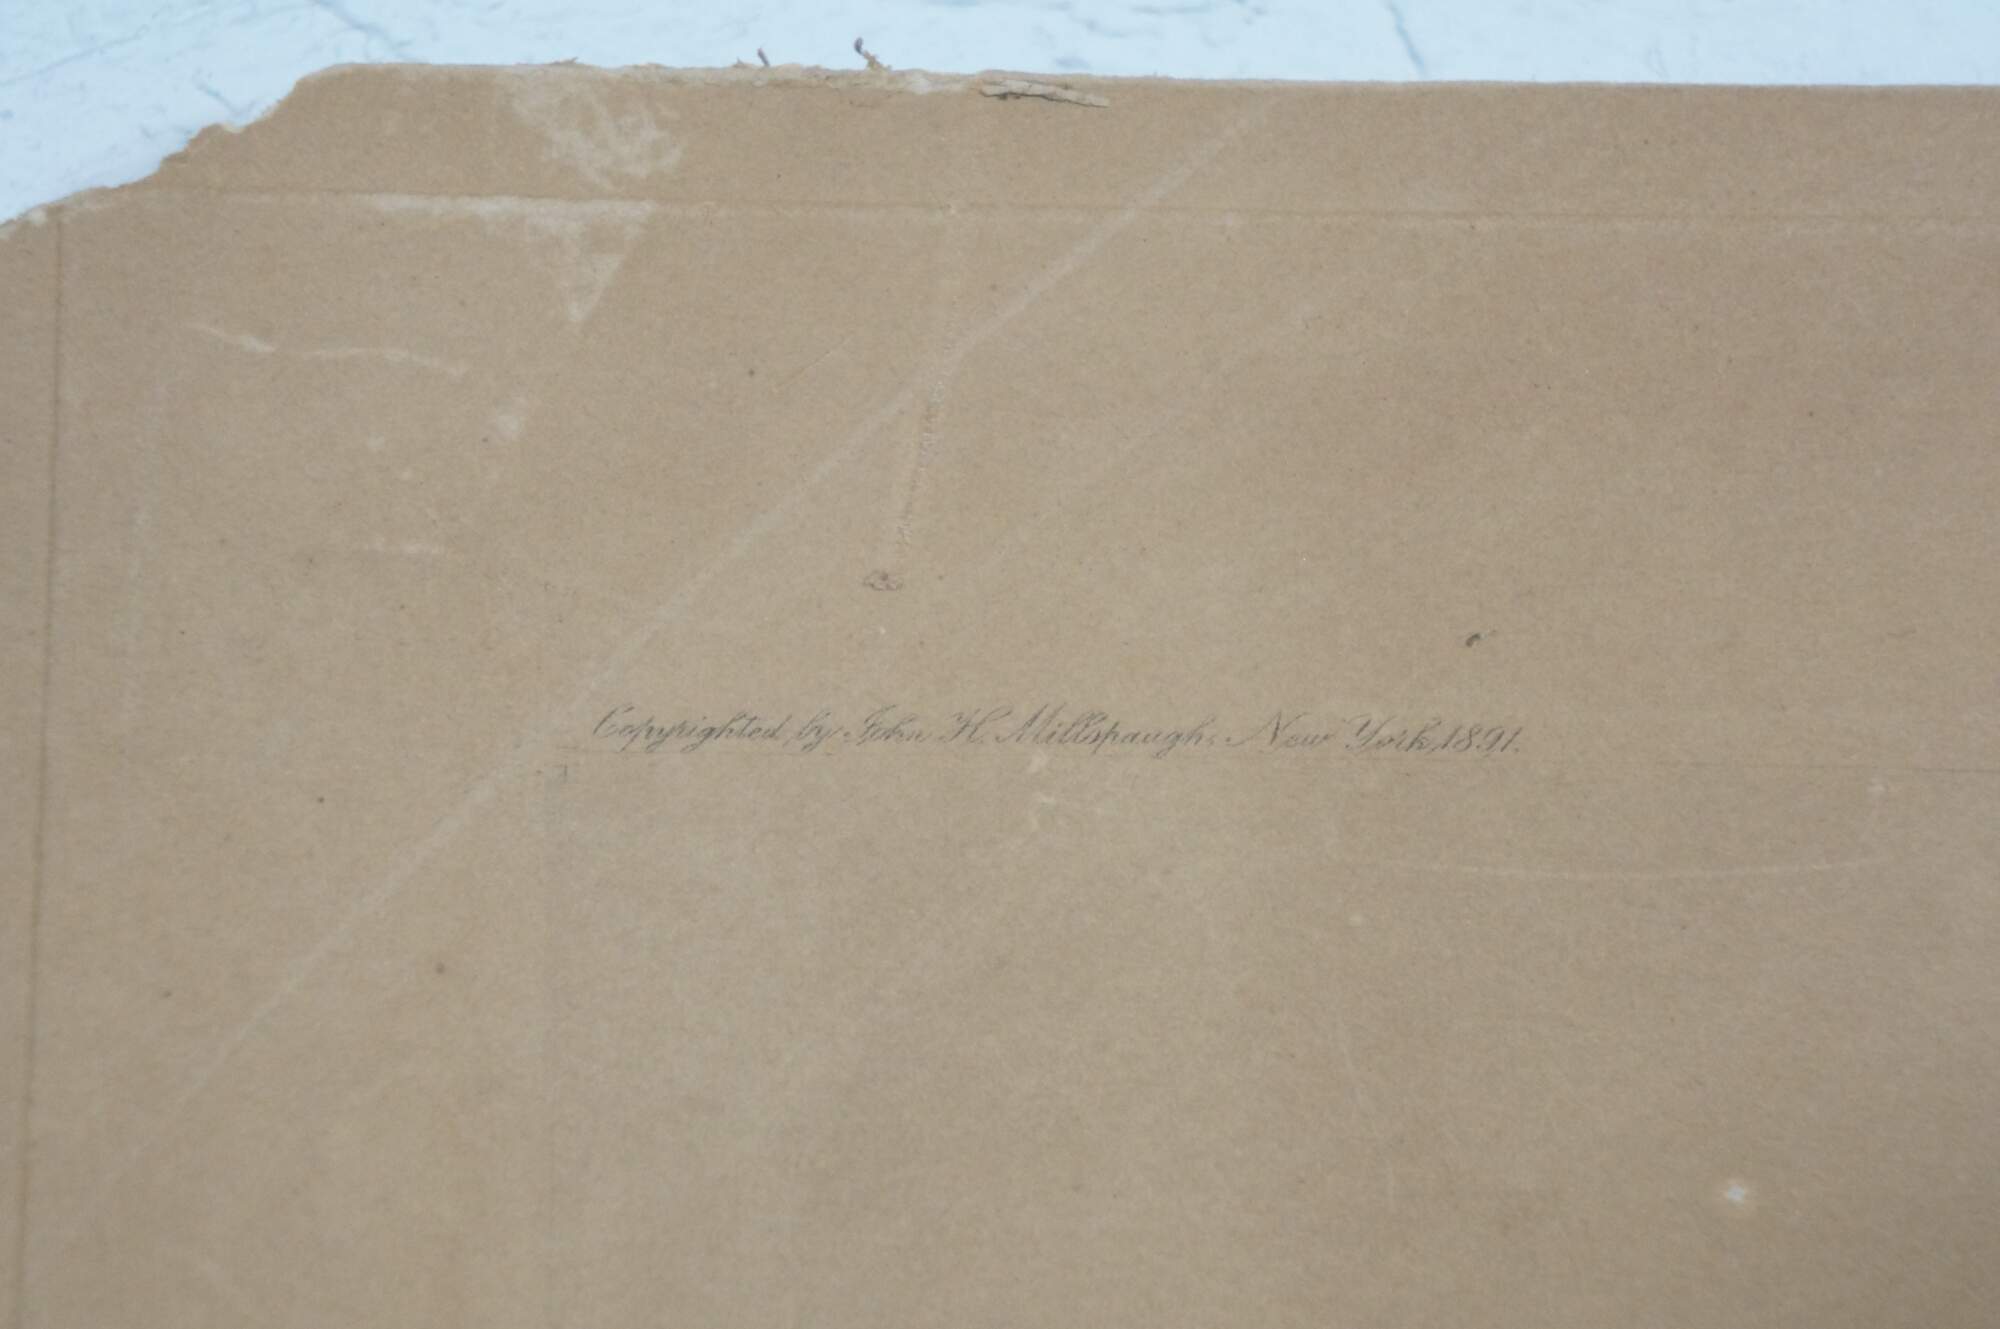 Copyrighted by John H. Millspaugh, New York, 1891.